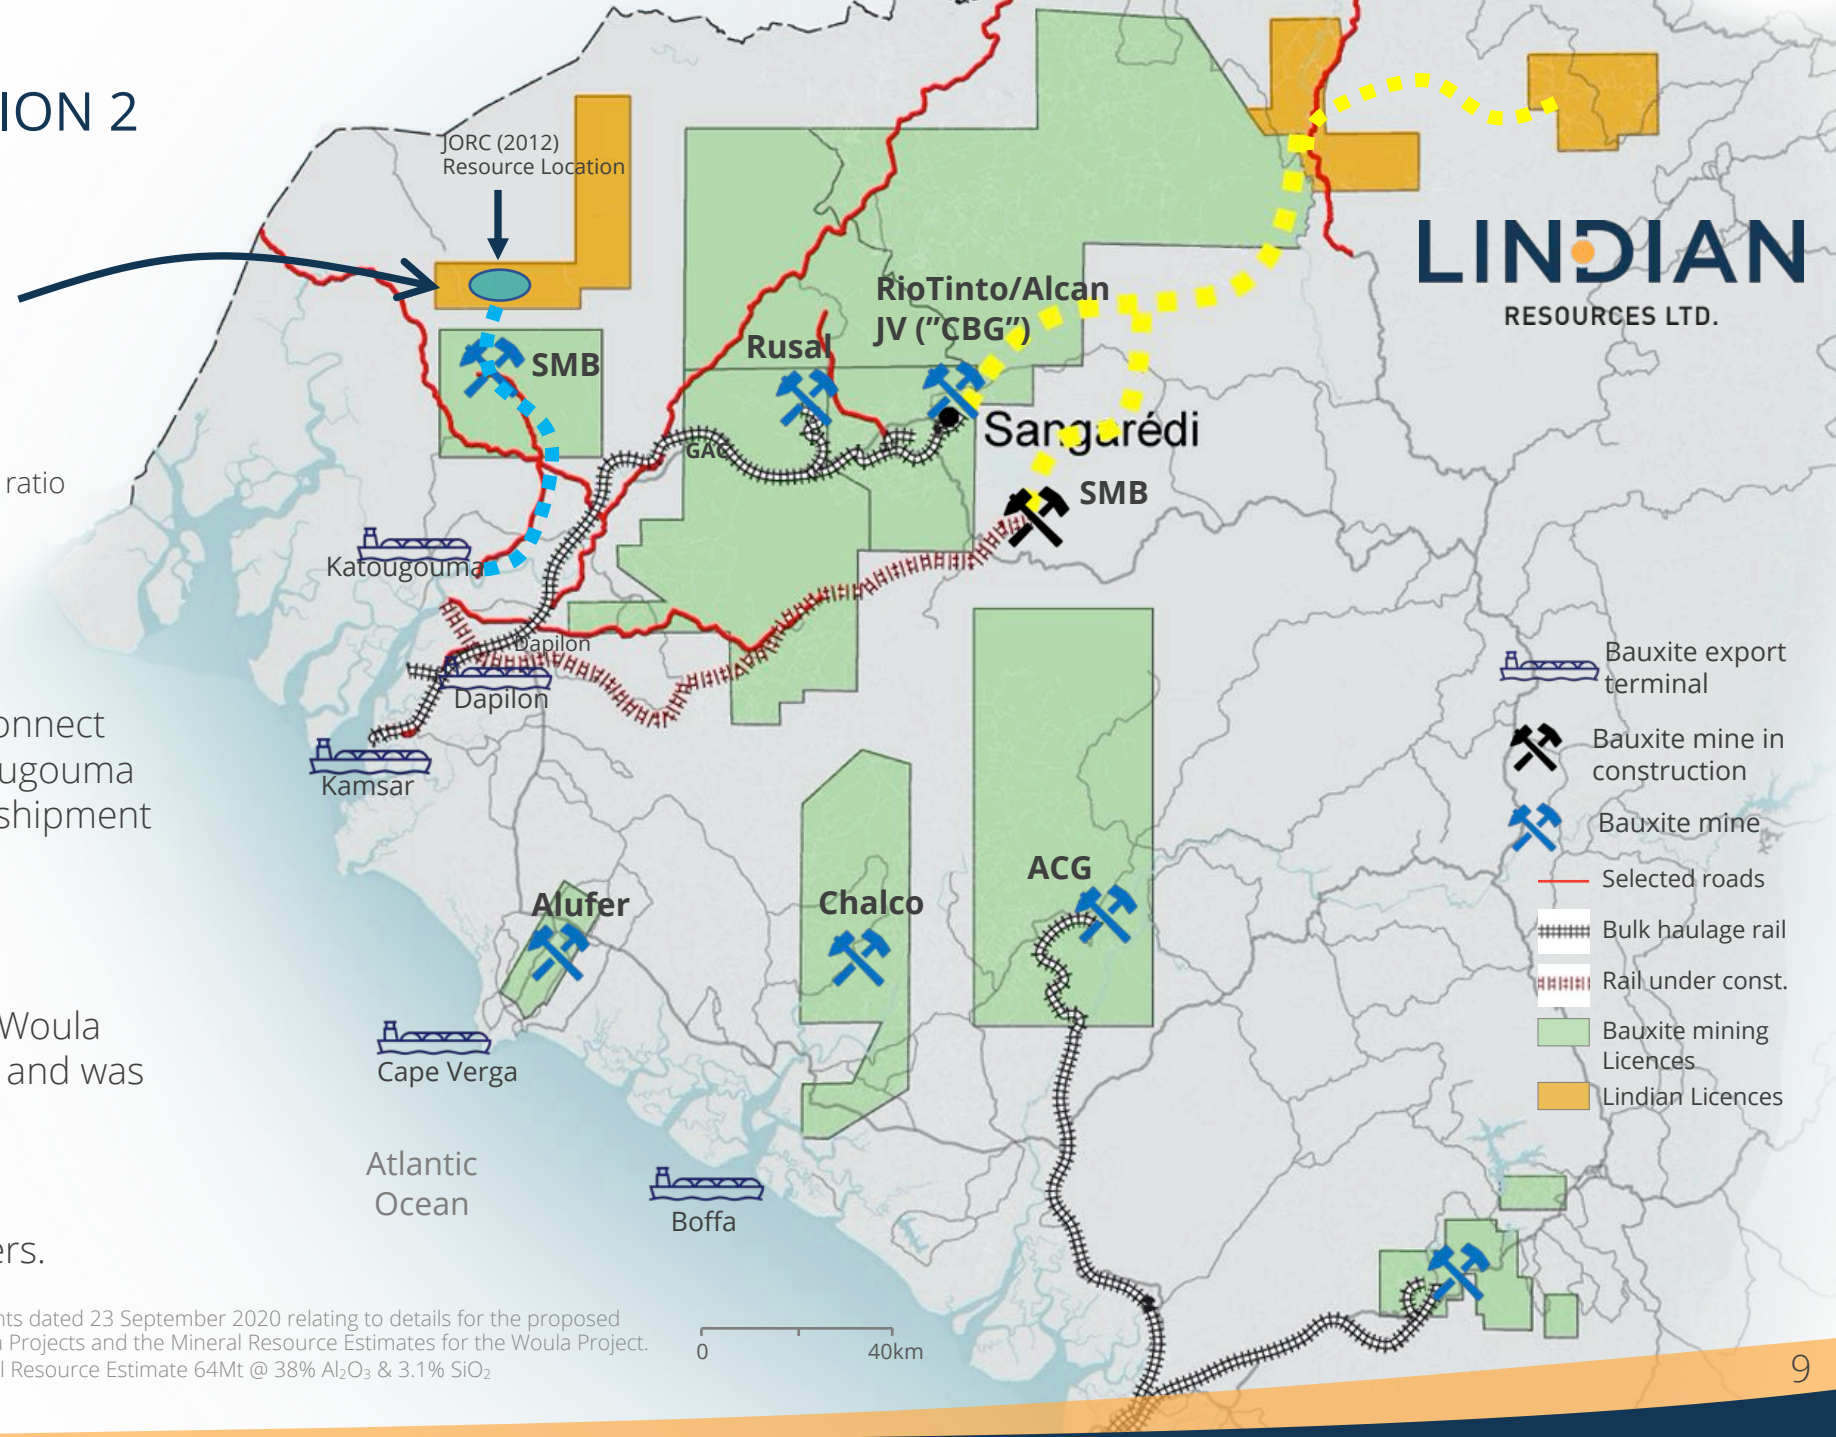 ION 2
JORC (2012)
Resource Location
LINDIAN
RESOURCES LTD.
RioTinto/Alcan
JV ("CBG")
Rusal
SMB
Sangarédi
GAC
ratio
SMB
Katougouma
Dapilon
Dapilon
Kamsar
onnect
ugouma
shipment
Bauxite export
terminal
Bauxite mine in
construction
Bauxite mine
Selected roads
Bulk haulage rail
Rail under const.
Bauxite mining
Licences
Lindian Licences
ACG
Alufer
Chalco
Woula
and was
Cape Verga
Atlantic
Ocean
Boffa
ers.
nts dated 23 September 2020 relating to details for the proposed
a Projects and the Mineral Resource Estimates for the Woula Project.
l Resource Estimate 64Mt @ 38% Al₂O₃ & 3.1% SiO₂
0 40km
9